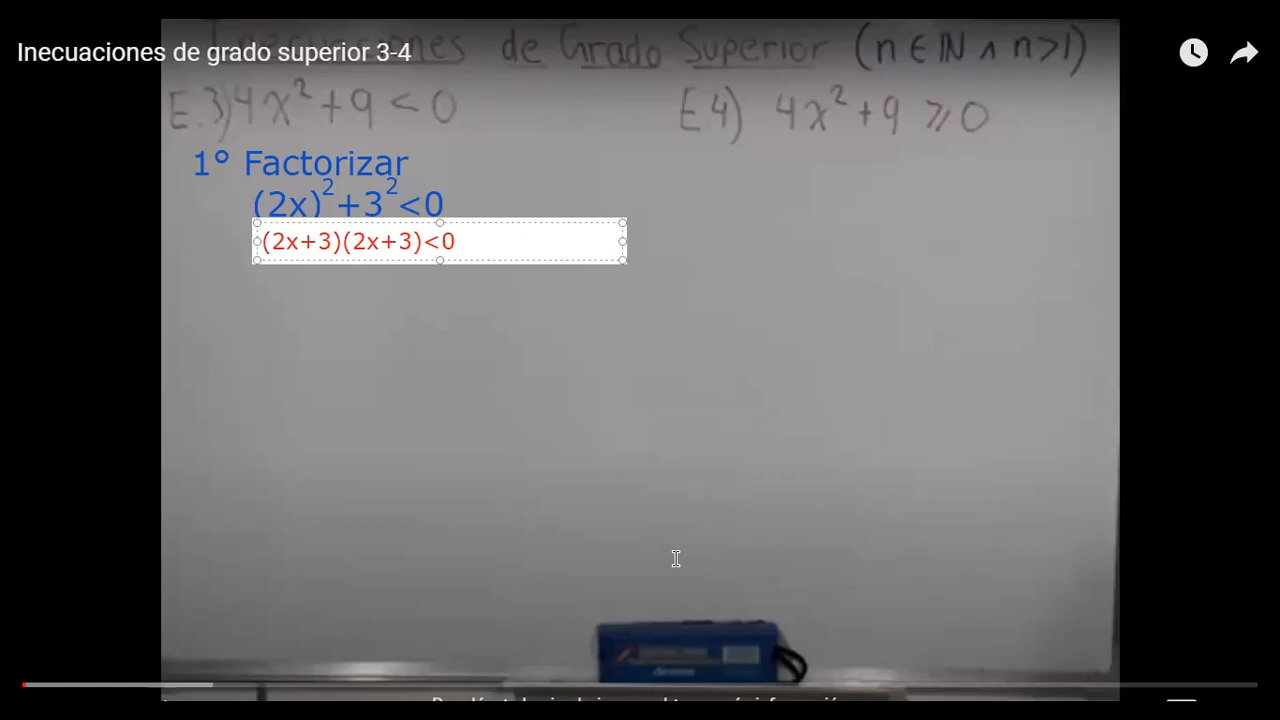 Inecuaciones de grado superior 3-4
Inecuaciones de Grado Superior (n ∈ ℕ ∧ n>1)
E.3) 4x² + 9 < 0
E4) 4x² + 9 ⩾ 0
1° Factorizar
(2x)²+3²<0
(2x+3)(2x+3)<0